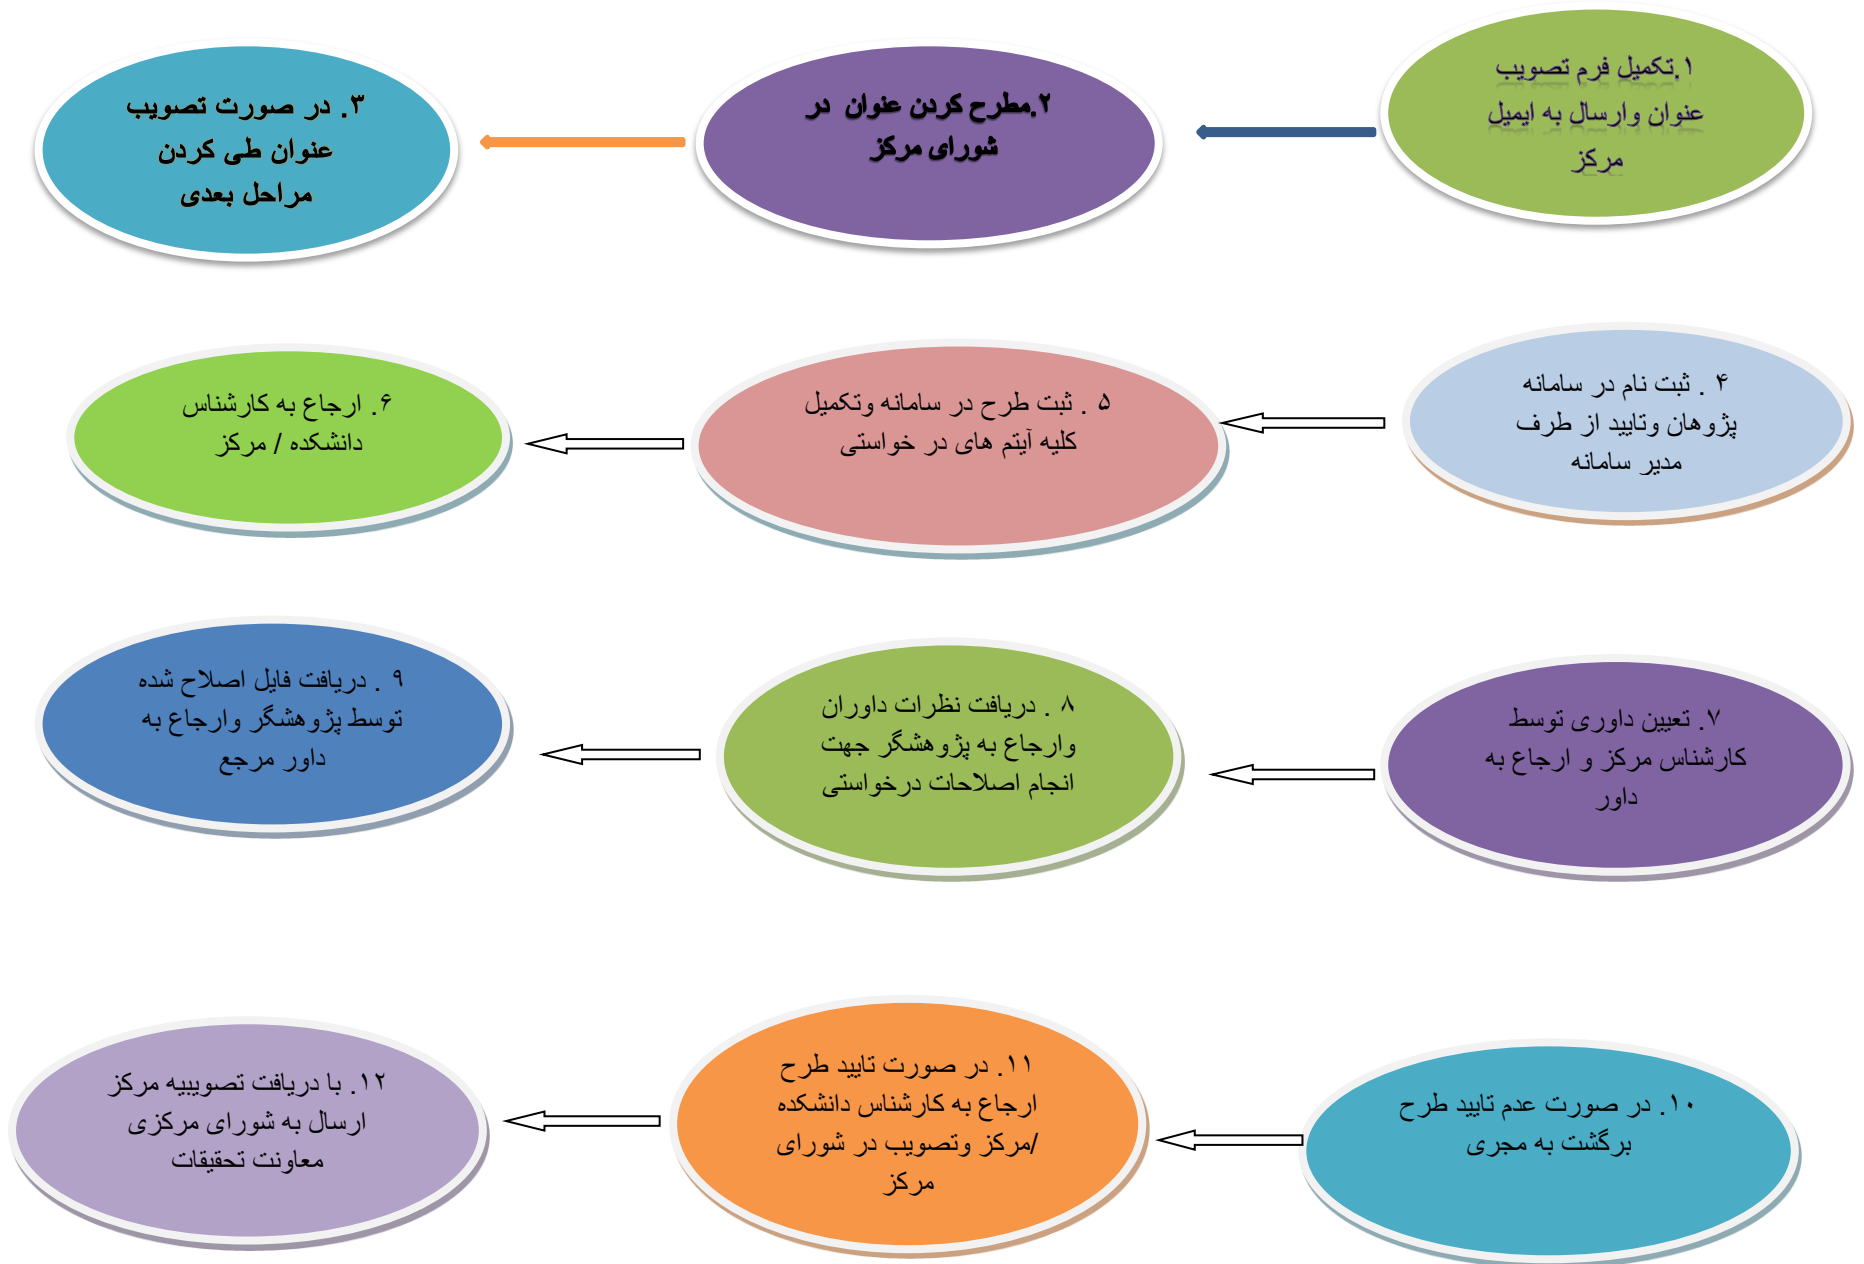 ۱.تکمیل فرم تصویب
عنوان وارسال به ایمیل
مرکز
۲.مطرح کردن عنوان در
شورای مرکز
۳. در صورت تصویب
عنوان طی کردن
مراحل بعدی
۴ . ثبت نام در سامانه
پژوهان وتایید از طرف
مدیر سامانه
۵ . ثبت طرح در سامانه وتکمیل
کلیه آیتم های در خواستی
۶. ارجاع به کارشناس
دانشکده / مرکز
۷. تعیین داوری توسط
کارشناس مرکز و ارجاع به
داور
۸ . دریافت نظرات داوران
وارجاع به پژوهشگر جهت
انجام اصلاحات درخواستی
۹ . دریافت فایل اصلاح شده
توسط پژوهشگر وارجاع به
داور مرجع
۱۰. در صورت عدم تایید طرح
برگشت به مجری
۱۱. در صورت تایید طرح
ارجاع به کارشناس دانشکده
/مرکز وتصویب در شورای
مرکز
۱۲. با دریافت تصویبیه مرکز
ارسال به شورای مرکزی
معاونت تحقیقات